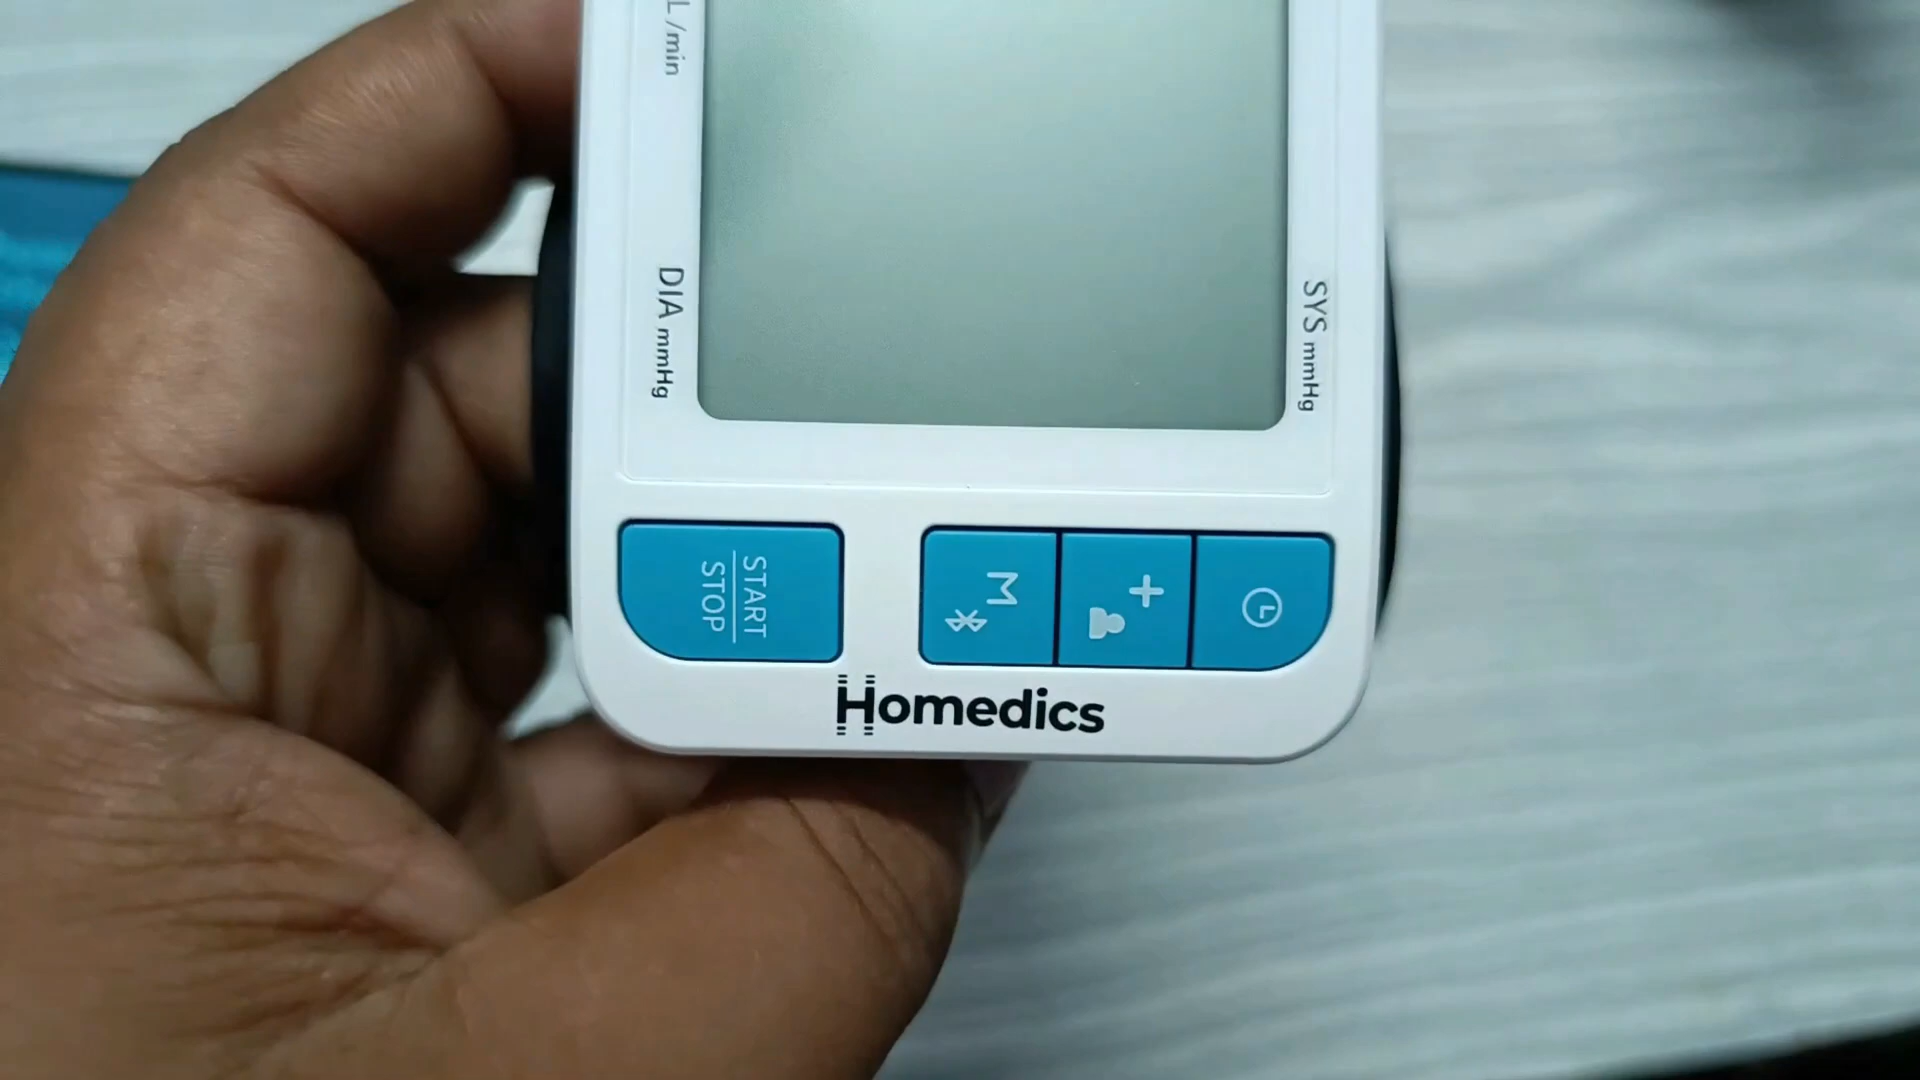 L/min
DIA mmHg
SYS mmHg
START
STOP
M
+
Homedics